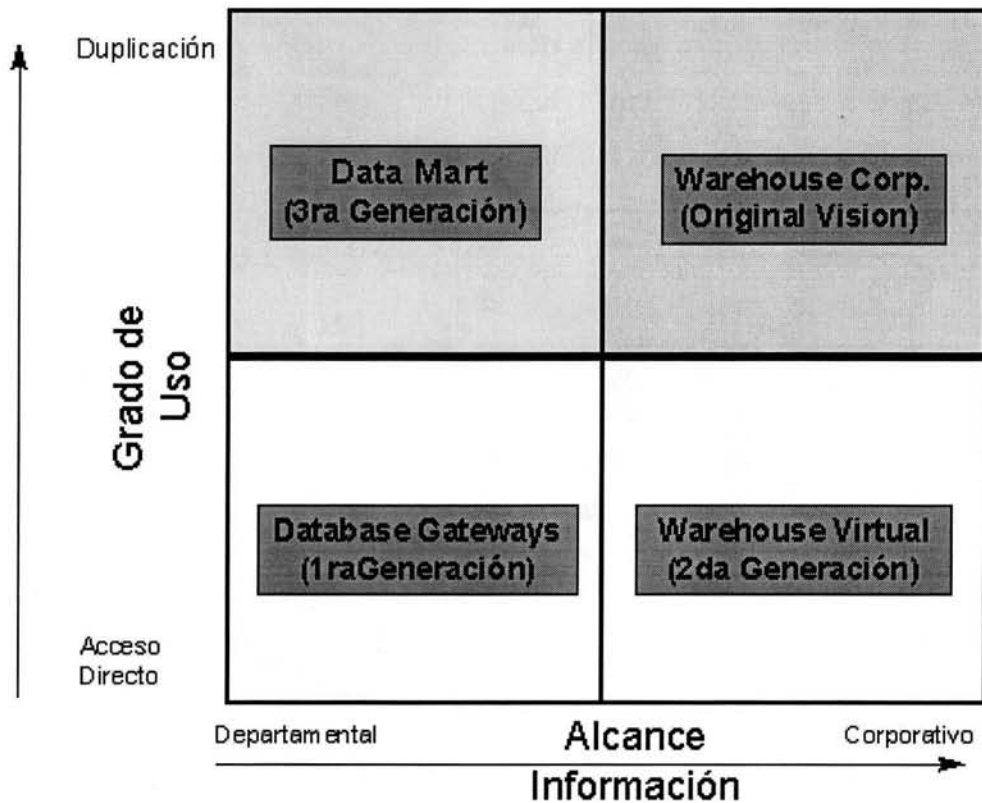 Duplicación
Data Mart
(3ra Generación)
Warehouse Corp.
(Original Vision)
Grado de
Uso
Database Gateways
(1raGeneración)
Warehouse Virtual
(2da Generación)
Acceso
Directo
Departamental
Alcance
Corporativo
Información